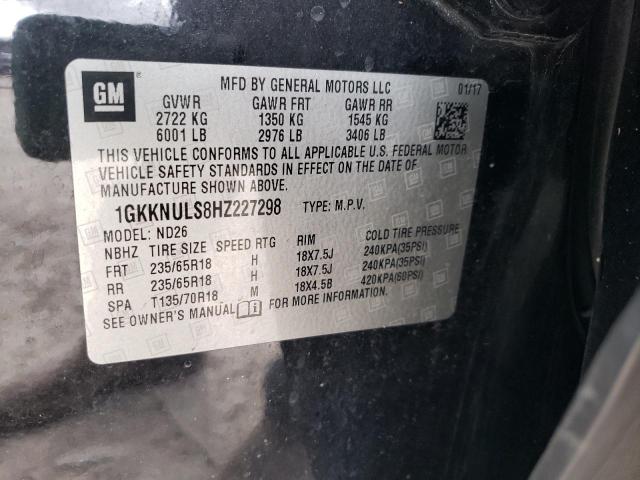 GM
MFD BY GENERAL MOTORS LLC 01/17
GVWR GAWR FRT GAWR RR
2722 KG 1350 KG 1545 KG
6001 LB 2976 LB 3406 LB
THIS VEHICLE CONFORMS TO ALL APPLICABLE U.S. FEDERAL MOTOR
VEHICLE SAFETY STANDARDS IN EFFECT ON THE DATE OF
MANUFACTURE SHOWN ABOVE.
1GKKNULS8HZ227298 TYPE: M.P.V.
MODEL: ND26
NBHZ TIRE SIZE SPEED RTG RIM COLD TIRE PRESSURE
FRT 235/65R18 H 18X7.5J 240KPA(35PSI)
RR 235/65R18 H 18X7.5J 240KPA(35PSI)
SPA T135/70R18 M 18X4.5B 420KPA(60PSI)
SEE OWNER'S MANUAL FOR MORE INFORMATION.